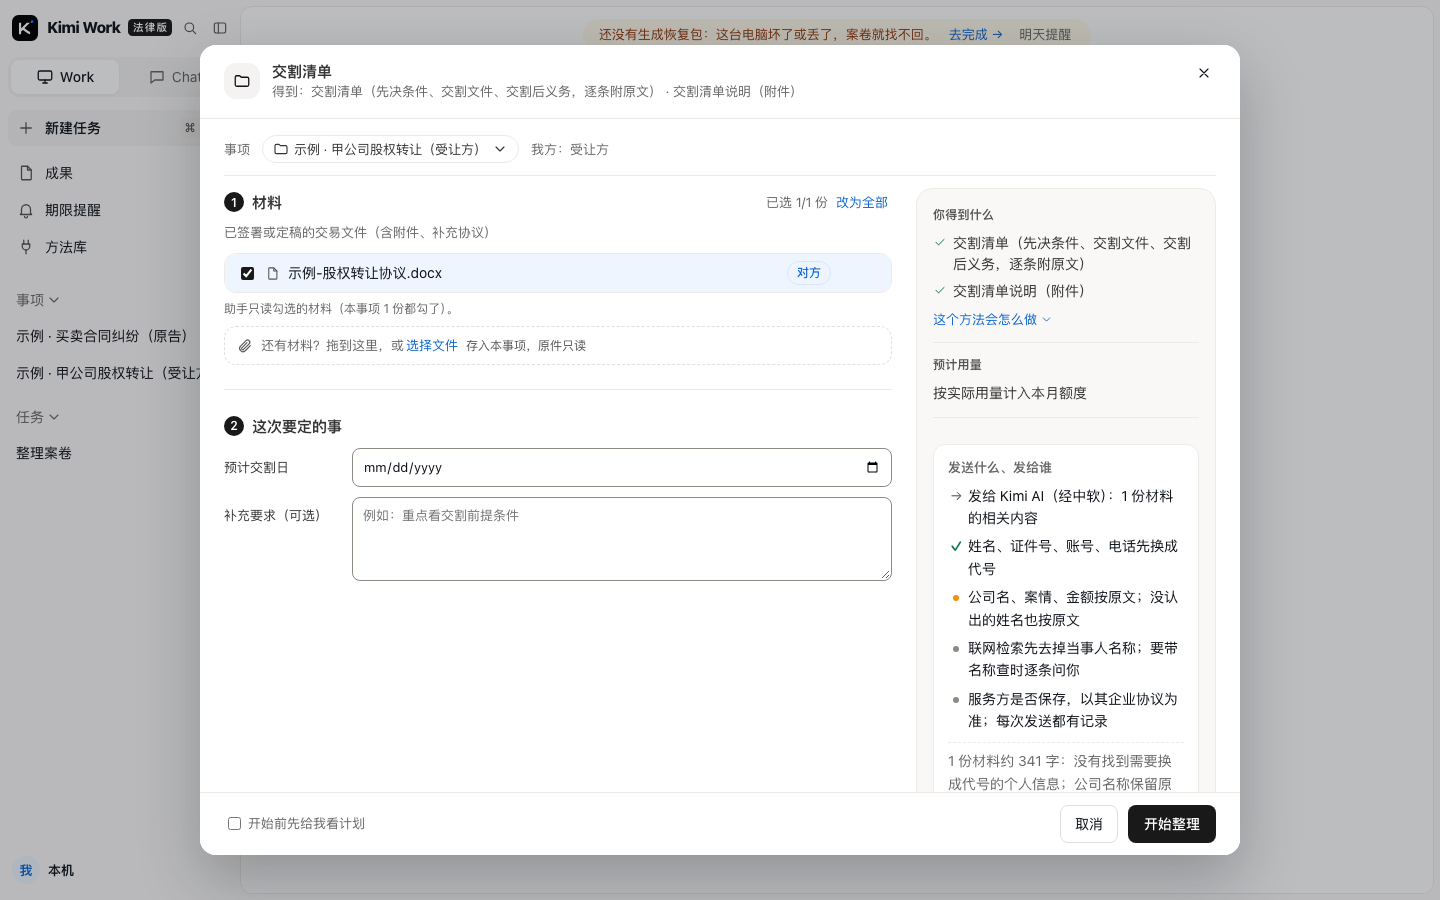 Kimi Work 法律版
Work
Chat
新建任务 ⌘
成果
期限提醒
方法库
事项
示例 · 买卖合同纠纷（原告）
示例 · 甲公司股权转让（受让
任务
整理案卷
我 本机
还没有生成恢复包：这台电脑坏了或丢了，案卷就找不回。 去完成 → 明天提醒
交割清单
得到：交割清单（先决条件、交割文件、交割后义务，逐条附原文） · 交割清单说明（附件）
事项 示例 · 甲公司股权转让（受让方） 我方：受让方
1 材料 已选 1/1 份 改为全部
已签署或定稿的交易文件（含附件、补充协议）
示例-股权转让协议.docx 对方
助手只读勾选的材料（本事项 1 份都勾了）。
还有材料？拖到这里，或 选择文件 存入本事项，原件只读
2 这次要定的事
预计交割日 mm/dd/yyyy
补充要求（可选） 例如：重点看交割前提条件
你得到什么
交割清单（先决条件、交割文件、交割
后义务，逐条附原文）
交割清单说明（附件）
这个方法会怎么做
预计用量
按实际用量计入本月额度
发送什么、发给谁
→ 发给 Kimi AI（经中软）：1 份材料
的相关内容
姓名、证件号、账号、电话先换成
代号
公司名、案情、金额按原文；没认
出的姓名也按原文
联网检索先去掉当事人名称；要带
名称查时逐条问你
服务方是否保存，以其企业协议为
准；每次发送都有记录
1 份材料约 341 字：没有找到需要换
成代号的个人信息；公司名称保留原
开始前先给我看计划
取消
开始整理